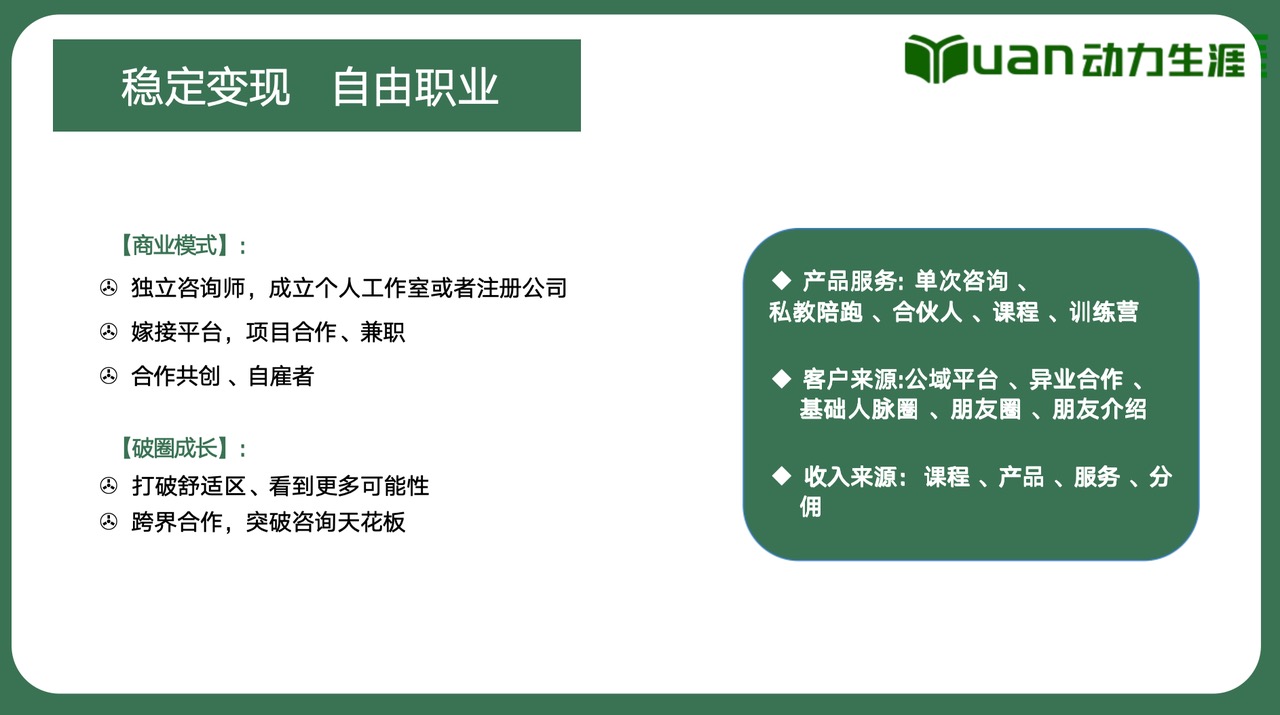 稳定变现 自由职业
Yuan动力生涯
【商业模式】:
独立咨询师，成立个人工作室或者注册公司
嫁接平台，项目合作、兼职
合作共创 、自雇者
【破圈成长】:
打破舒适区、看到更多可能性
跨界合作，突破咨询天花板
产品服务: 单次咨询 、
私教陪跑 、合伙人 、课程 、训练营
客户来源:公域平台 、异业合作 、
基础人脉圈 、朋友圈 、朋友介绍
收入来源： 课程 、产品 、服务 、分
佣